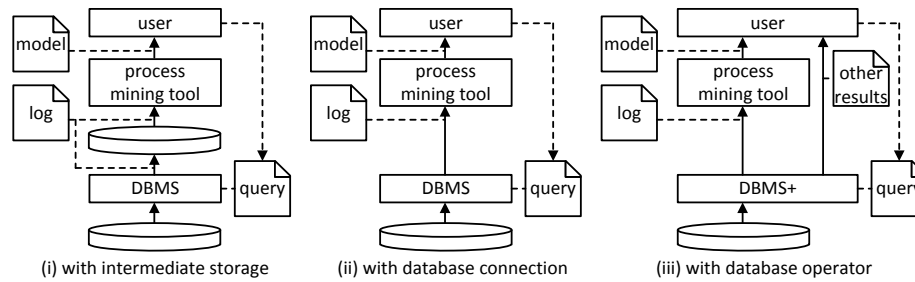 user
model
process
mining tool
log
DBMS
query
(i) with intermediate storage
user
model
process
mining tool
log
DBMS
query
(ii) with database connection
user
model
process
mining tool
other
results
log
DBMS+
query
(iii) with database operator